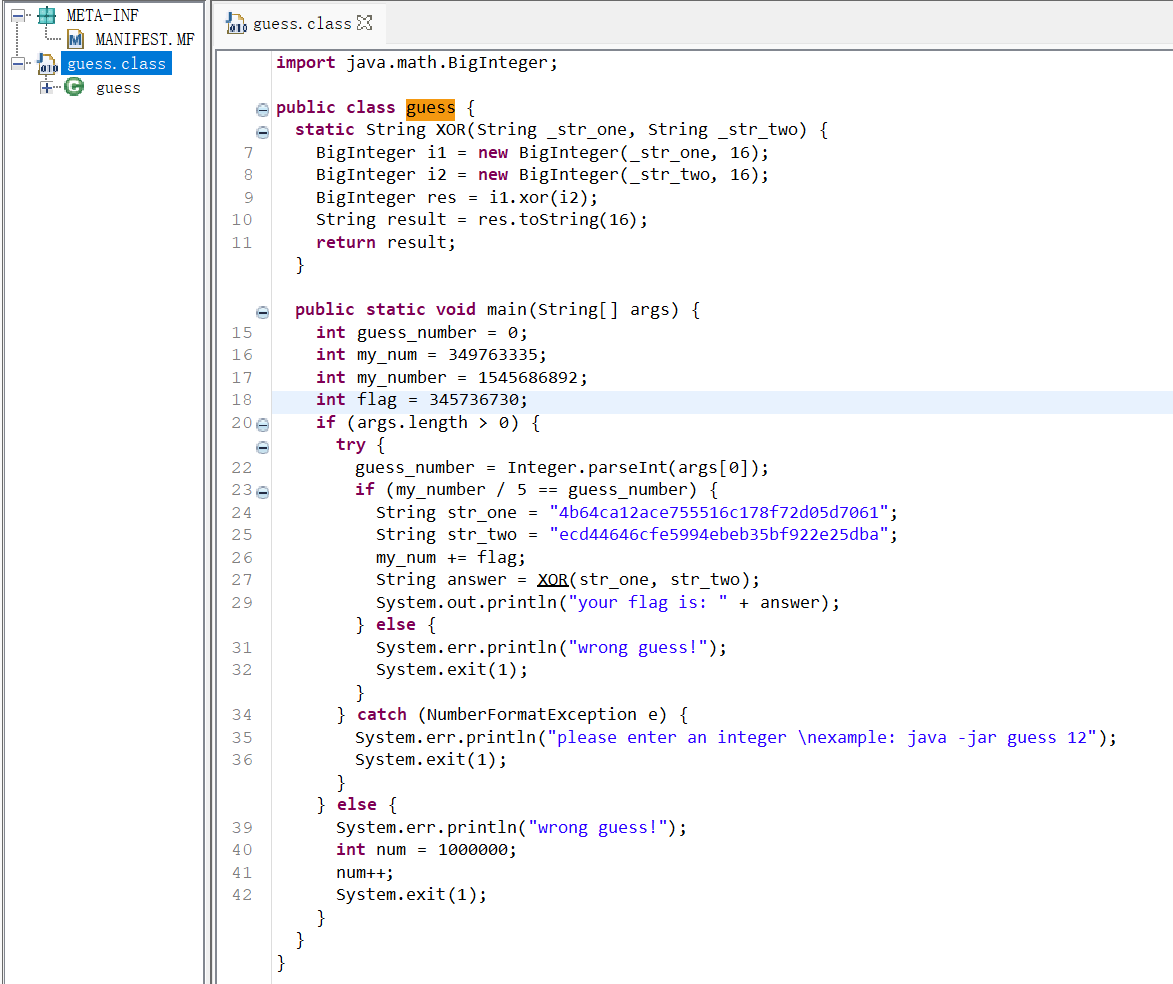 META-INF
MANIFEST.MF
guess.class
guess
guess.class
import java.math.BigInteger;
public class guess {
static String XOR(String _str_one, String _str_two) {
7 BigInteger i1 = new BigInteger(_str_one, 16);
8 BigInteger i2 = new BigInteger(_str_two, 16);
9 BigInteger res = i1.xor(i2);
10 String result = res.toString(16);
11 return result;
}
public static void main(String[] args) {
15 int guess_number = 0;
16 int my_num = 349763335;
17 int my_number = 1545686892;
18 int flag = 345736730;
20 if (args.length > 0) {
try {
22 guess_number = Integer.parseInt(args[0]);
23 if (my_number / 5 == guess_number) {
24 String str_one = "4b64ca12ace755516c178f72d05d7061";
25 String str_two = "ecd44646cfe5994ebeb35bf922e25dba";
26 my_num += flag;
27 String answer = XOR(str_one, str_two);
29 System.out.println("your flag is: " + answer);
} else {
31 System.err.println("wrong guess!");
32 System.exit(1);
}
34 } catch (NumberFormatException e) {
35 System.err.println("please enter an integer \nexample: java -jar guess 12");
36 System.exit(1);
}
} else {
39 System.err.println("wrong guess!");
40 int num = 1000000;
41 num++;
42 System.exit(1);
}
}
}